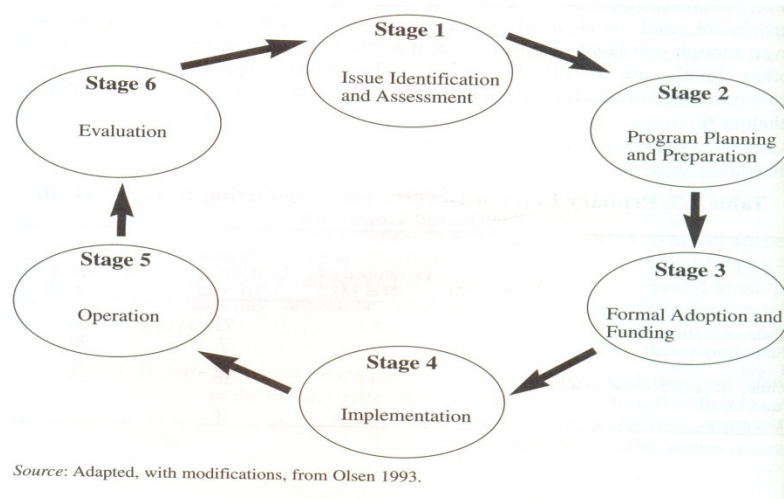 Stage 1
Issue Identification
and Assessment
Stage 2
Program Planning
and Preparation
Stage 3
Formal Adoption and
Funding
Stage 4
Implementation
Stage 5
Operation
Stage 6
Evaluation
Source: Adapted, with modifications, from Olsen 1993.